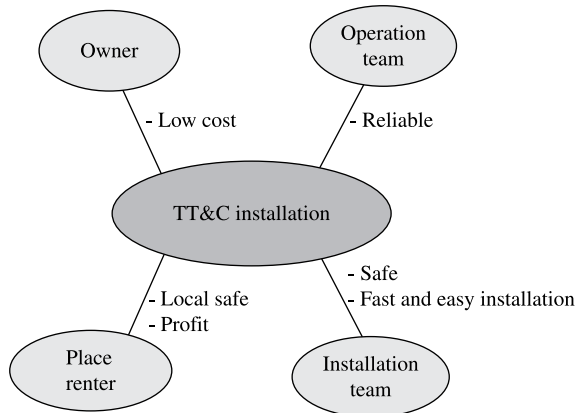 Owner
Operation
team
- Low cost
- Reliable
TT&C installation
- Local safe
- Profit
- Safe
- Fast and easy installation
Place
renter
Installation
team